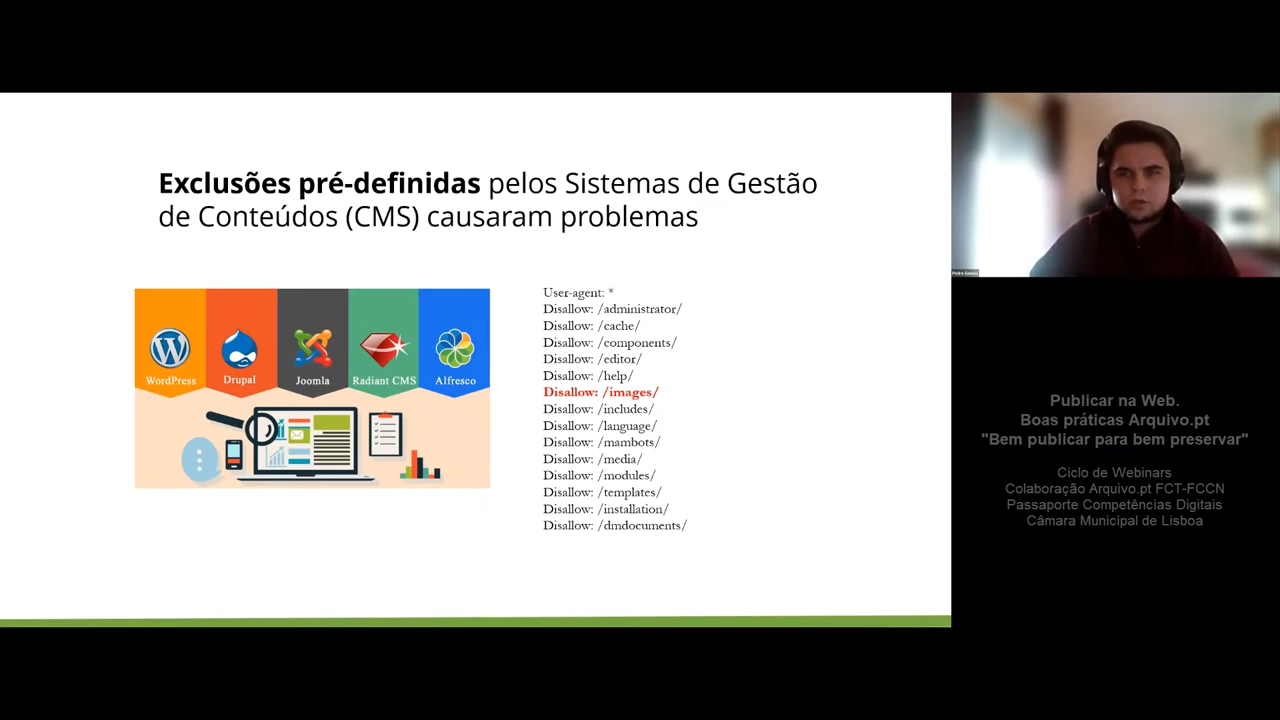 Exclusões pré-definidas pelos Sistemas de Gestão
de Conteúdos (CMS) causaram problemas
WordPress
Drupal
Joomla
Radiant CMS
Alfresco
User-agent: *
Disallow: /administrator/
Disallow: /cache/
Disallow: /components/
Disallow: /editor/
Disallow: /help/
Disallow: /images/
Disallow: /includes/
Disallow: /language/
Disallow: /mambots/
Disallow: /media/
Disallow: /modules/
Disallow: /templates/
Disallow: /installation/
Disallow: /dmdocuments/
Pedro Gomes
Publicar na Web.
Boas práticas Arquivo.pt
"Bem publicar para bem preservar"
Ciclo de Webinars
Colaboração Arquivo.pt FCT-FCCN
Passaporte Competências Digitais
Câmara Municipal de Lisboa